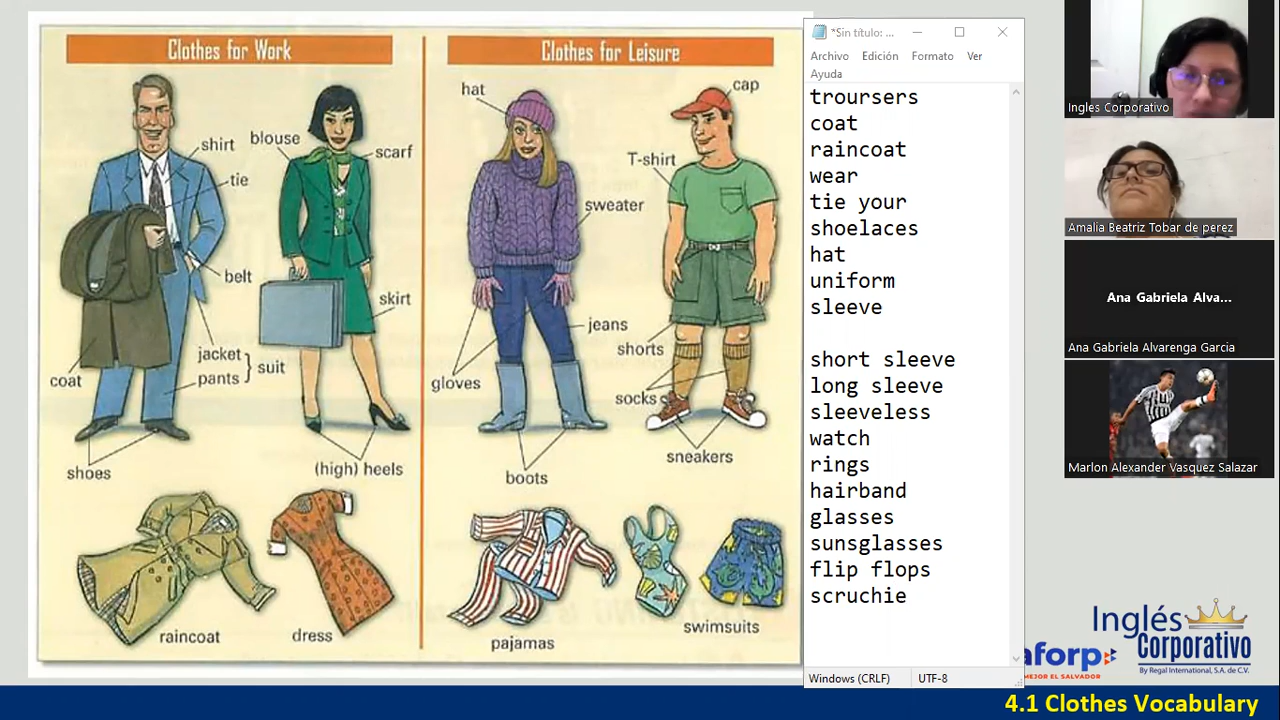 Clothes for Work
shirt
blouse
scarf
tie
belt
skirt
jacket
pants
suit
coat
shoes
(high) heels
raincoat
dress
Clothes for Leisure
hat
cap
T-shirt
sweater
jeans
shorts
gloves
socks
sneakers
boots
pajamas
swimsuits
*Sin título: ...
Archivo Edición Formato Ver
Ayuda
troursers
coat
raincoat
wear
tie your
shoelaces
hat
uniform
sleeve
short sleeve
long sleeve
sleeveless
watch
rings
hairband
glasses
sunsglasses
flip flops
scruchie
Windows (CRLF) UTF-8
Ingles Corporativo
Amalia Beatriz Tobar de perez
Ana Gabriela Alva...
Ana Gabriela Alvarenga Garcia
Marlon Alexander Vasquez Salazar
Inglés
Corporativo
By Regal International, S.A. de C.V.
aforp
MEJOR EL SALVADOR
4.1 Clothes Vocabulary